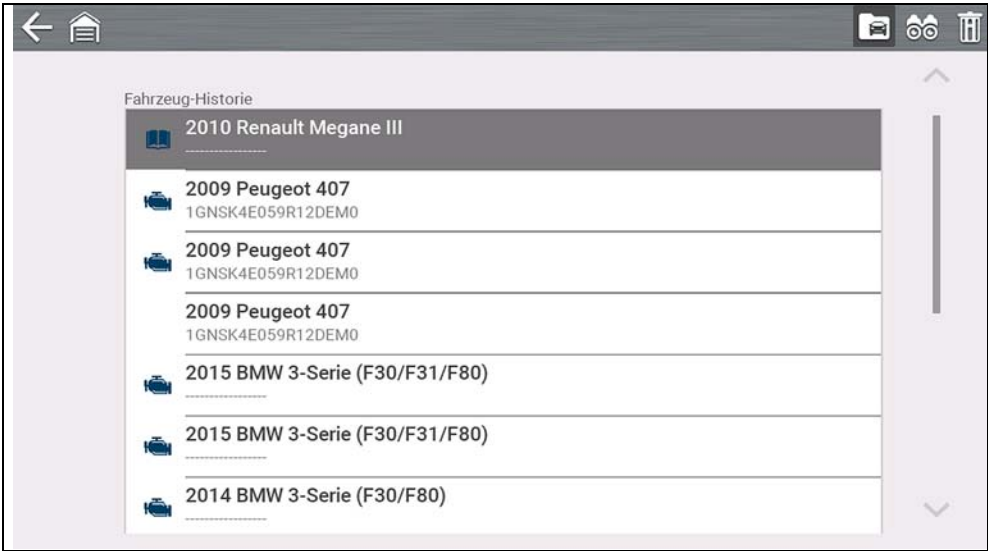 Fahrzeug-Historie
2010 Renault Megane III
-----------------
2009 Peugeot 407
1GNSK4E059R12DEM0
2009 Peugeot 407
1GNSK4E059R12DEM0
2009 Peugeot 407
1GNSK4E059R12DEM0
2015 BMW 3-Serie (F30/F31/F80)
-----------------
2015 BMW 3-Serie (F30/F31/F80)
-----------------
2014 BMW 3-Serie (F30/F80)
-----------------